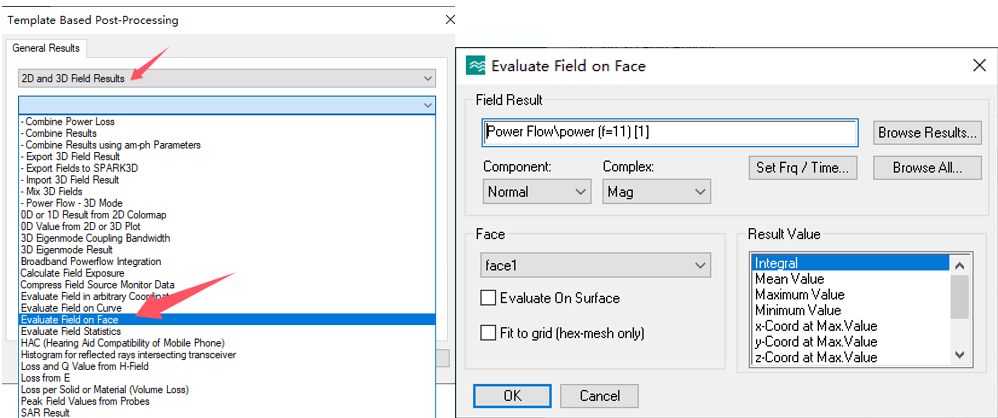 Template Based Post-Processing
General Results
2D and 3D Field Results
- Combine Power Loss
- Combine Results
- Combine Results using am-ph Parameters
- Export 3D Field Result
- Export Fields to SPARK3D
- Import 3D Field Result
- Mix 3D Fields
- Power Flow - 3D Mode
0D or 1D Result from 2D Colormap
0D Value from 2D or 3D Plot
3D Eigenmode Coupling Bandwidth
3D Eigenmode Result
Broadband Powerflow Integration
Calculate Field Exposure
Compress Field Source Monitor Data
Evaluate Field in arbitrary Coordinat
Evaluate Field on Curve
Evaluate Field on Face
Evaluate Field Statistics
HAC (Hearing Aid Compatibility of Mobile Phone)
Histogram for reflected rays intersecting transceiver
Loss and Q Value from H-Field
Loss from E
Loss per Solid or Material (Volume Loss)
Peak Field Values from Probes
SAR Result
Evaluate Field on Face
Field Result
Power Flow\power (f=11) [1]
Browse Results...
Component:
Complex:
Set Frq / Time...
Browse All...
Normal
Mag
Face
face1
Evaluate On Surface
Fit to grid (hex-mesh only)
Result Value
Integral
Mean Value
Maximum Value
Minimum Value
x-Coord at Max.Value
y-Coord at Max.Value
z-Coord at Max.Value
OK
Cancel